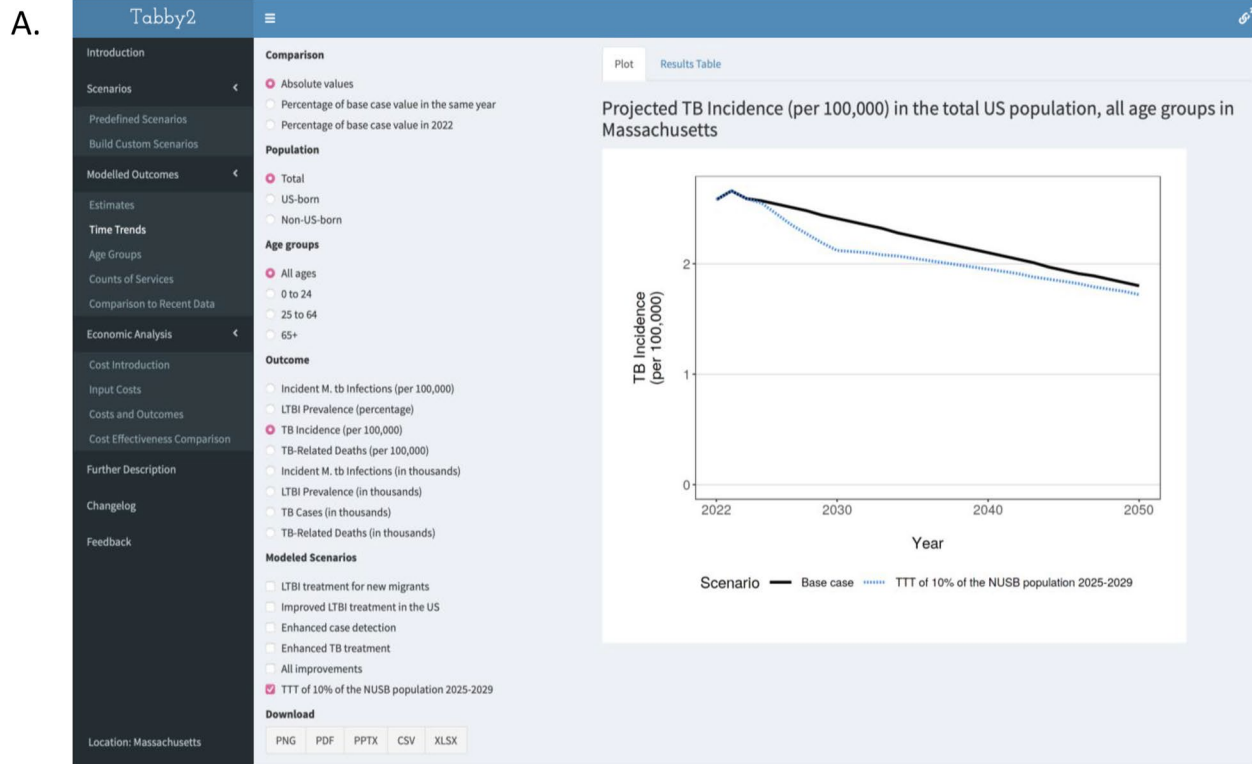 A.
Tabby2
Introduction
Scenarios
Predefined Scenarios
Build Custom Scenarios
Modelled Outcomes
Estimates
Time Trends
Age Groups
Counts of Services
Comparison to Recent Data
Economic Analysis
Cost Introduction
Input Costs
Costs and Outcomes
Cost Effectiveness Comparison
Further Description
Changelog
Feedback
Location: Massachusetts
Comparison
Absolute values
Percentage of base case value in the same year
Percentage of base case value in 2022
Population
Total
US-born
Non-US-born
Age groups
All ages
0 to 24
25 to 64
65+
Outcome
Incident M. tb Infections (per 100,000)
LTBI Prevalence (percentage)
TB Incidence (per 100,000)
TB-Related Deaths (per 100,000)
Incident M. tb Infections (in thousands)
LTBI Prevalence (in thousands)
TB Cases (in thousands)
TB-Related Deaths (in thousands)
Modeled Scenarios
LTBI treatment for new migrants
Improved LTBI treatment in the US
Enhanced case detection
Enhanced TB treatment
All improvements
TTT of 10% of the NUSB population 2025-2029
Download
PNG PDF PPTX CSV XLSX
Plot Results Table
Projected TB Incidence (per 100,000) in the total US population, all age groups in
Massachusetts
TB Incidence
(per 100,000)
2
1
0
2022 2030 2040 2050
Year
Scenario Base case TTT of 10% of the NUSB population 2025-2029